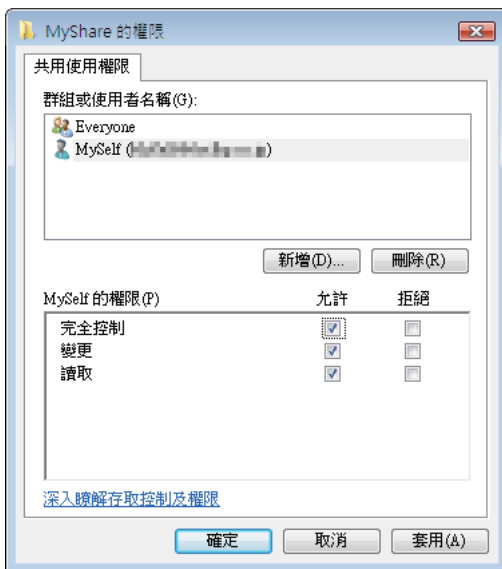 MyShare 的權限
共用使用權限
群組或使用者名稱(G):
Everyone
MySelf (
)
新增(D)...
刪除(R)
MySelf 的權限(P)
允許
拒絕
完全控制
變更
讀取
深入瞭解存取控制及權限
確定
取消
套用(A)